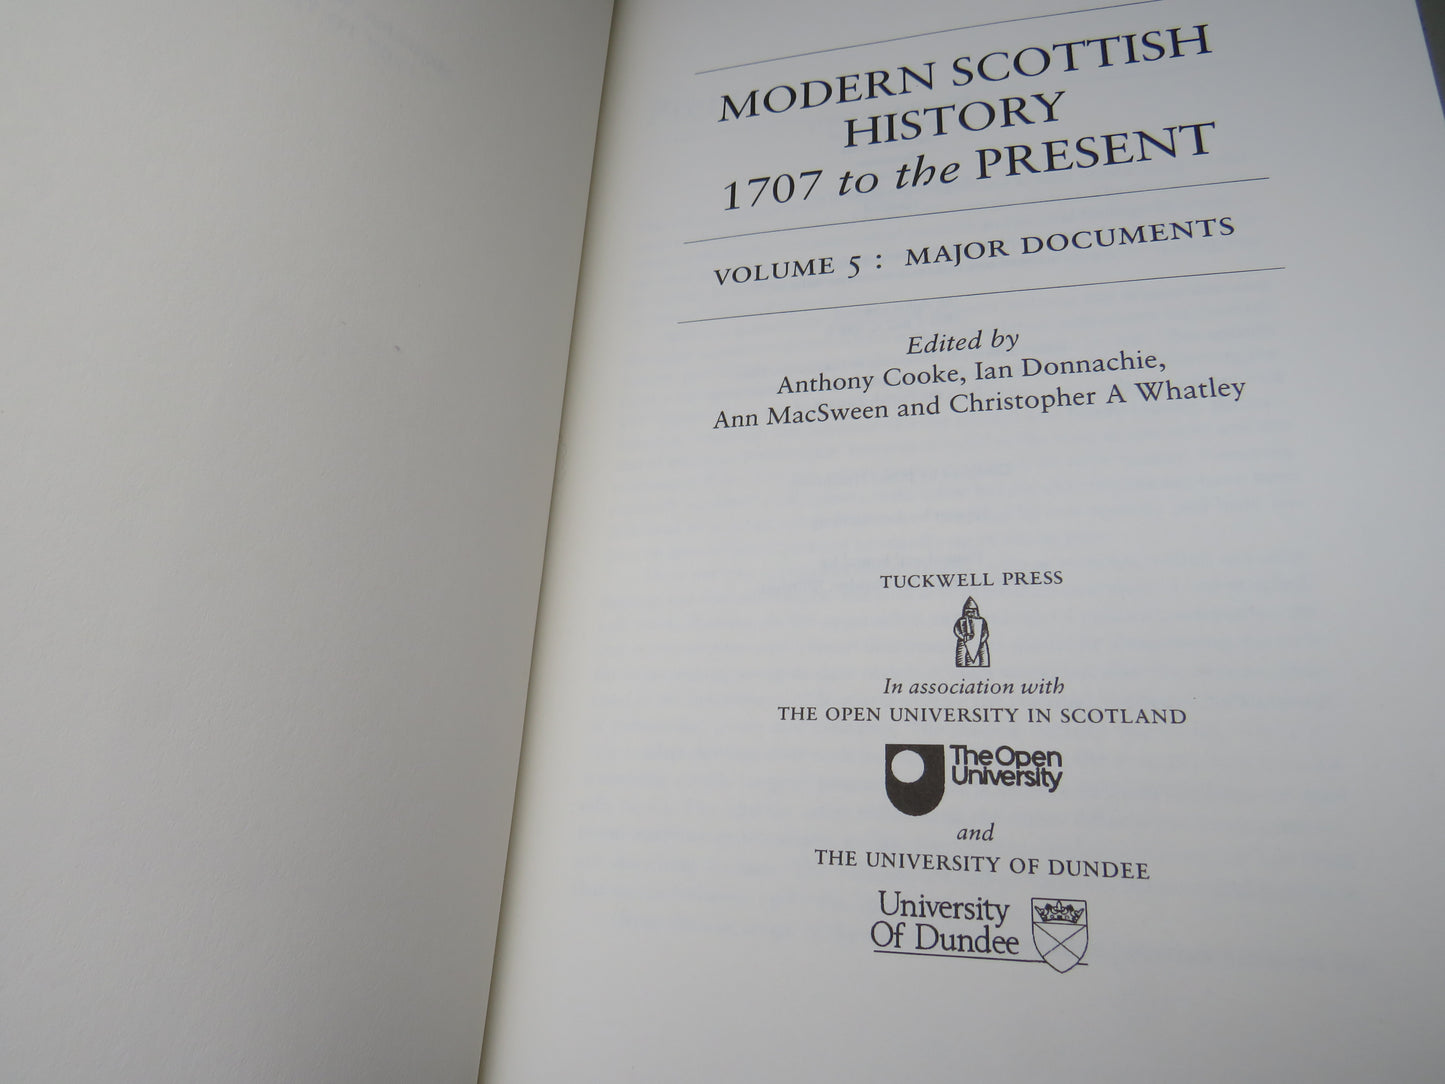 MODERN SCOTTISH
HISTORY
1707 to the PRESENT
VOLUME 5 : MAJOR DOCUMENTS
Edited by
Anthony Cooke, Ian Donnachie,
Ann MacSween and Christopher A Whatley
TUCKWELL PRESS
In association with
THE OPEN UNIVERSITY IN SCOTLAND
The Open
University
and
THE UNIVERSITY OF DUNDEE
University
Of Dundee